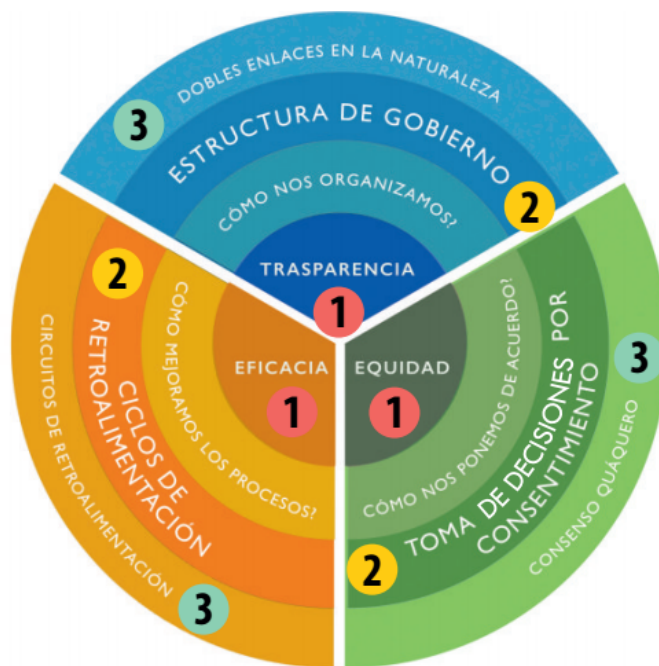 DOBLES ENLACES EN LA NATURALEZA
3
ESTRUCTURA DE GOBIERNO
2
CÓMO NOS ORGANIZAMOS?
TRASPARENCIA
1
EFICACIA
1
CÓMO MEJORAMOS LOS PROCESOS?
2
CICLOS DE
RETROALIMENTACIÓN
CIRCUITOS DE RETROALIMENTACIÓN
3
EQUIDAD
1
CÓMO NOS PONEMOS DE ACUERDO?
TOMA DE DECISIONES POR
CONSENTIMIENTO
2
3
CONSENSO QUÁQUERO